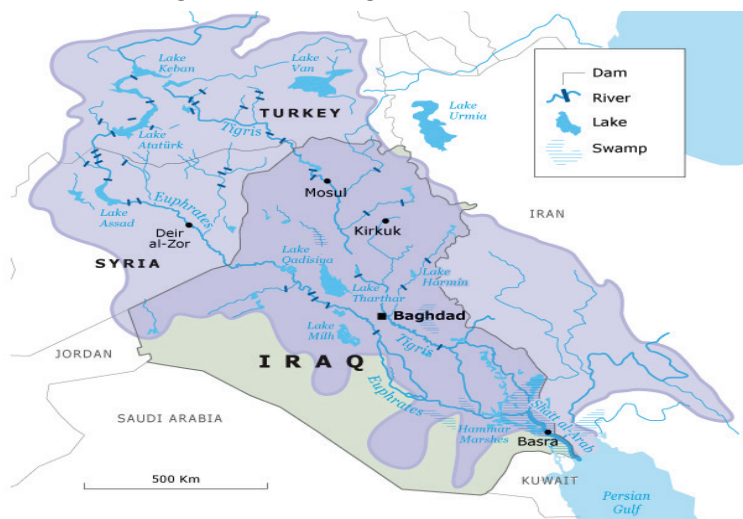 Lake
Keban
Lake
Van
TURKEY
Tigris
Lake
Atatürk
Lake
Urmia
Dam
River
Lake
Swamp
Mosul
Euphrates
Lake
Assad
Deir
al-Zor
Kirkuk
IRAN
SYRIA
Lake
Qadisiya
Lake
Tharthar
Lake
Harmin
Baghdad
Lake
Milh
Tigris
JORDAN
IRAQ
Euphrates
SAUDI ARABIA
Hammar
Marshes
Shatt al-Arab
Basra
KUWAIT
500 Km
Persian
Gulf